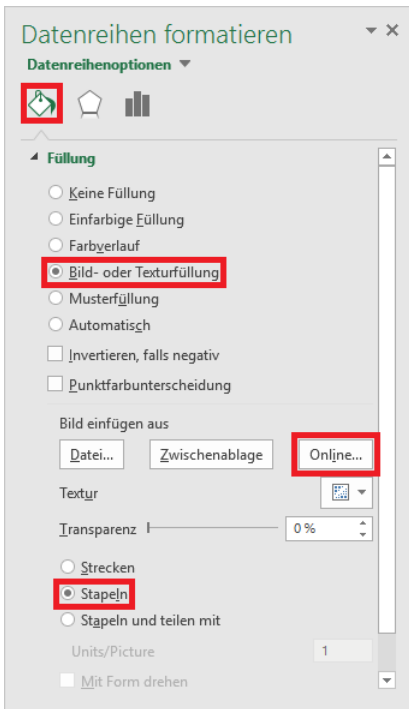 Datenreihen formatieren
Datenreihenoptionen
Füllung
Keine Füllung
Einfarbige Füllung
Farbverlauf
Bild- oder Texturfüllung
Musterfüllung
Automatisch
Invertieren, falls negativ
Punktfarbunterscheidung
Bild einfügen aus
Datei... Zwischenablage Online...
Textur
Transparenz 0 %
Strecken
Stapeln
Stapeln und teilen mit
Units/Picture 1
Mit Form drehen